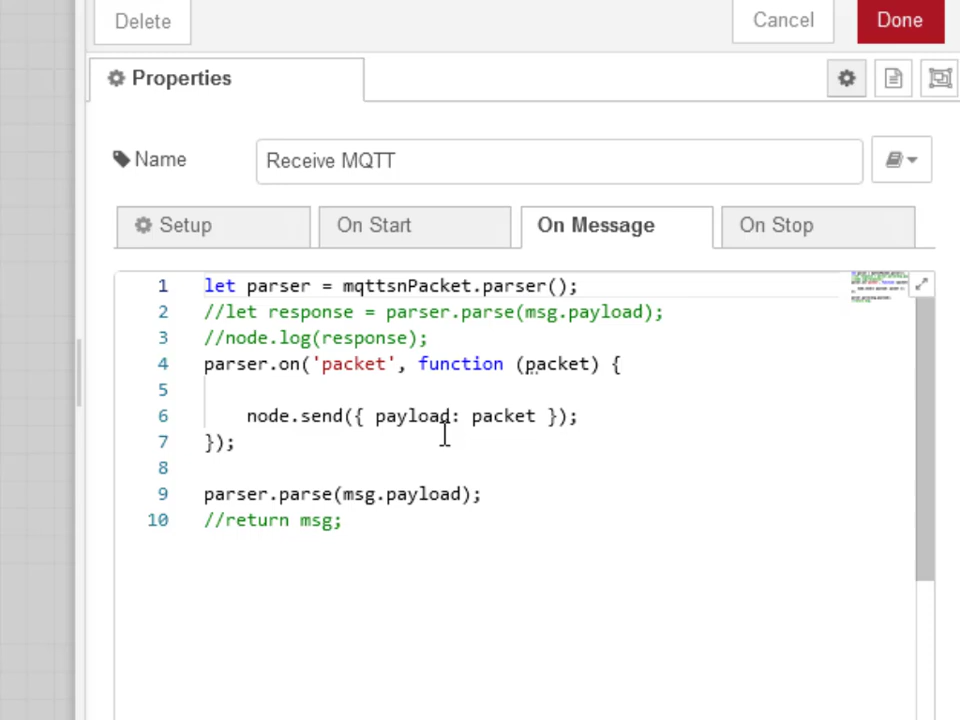 Delete
Cancel
Done
Properties
Name
Receive MQTT
Setup
On Start
On Message
On Stop
1 let parser = mqttsnPacket.parser();
2 //let response = parser.parse(msg.payload);
3 //node.log(response);
4 parser.on('packet', function (packet) {
5
6 node.send({ payload: packet });
7 });
8
9 parser.parse(msg.payload);
10 //return msg;